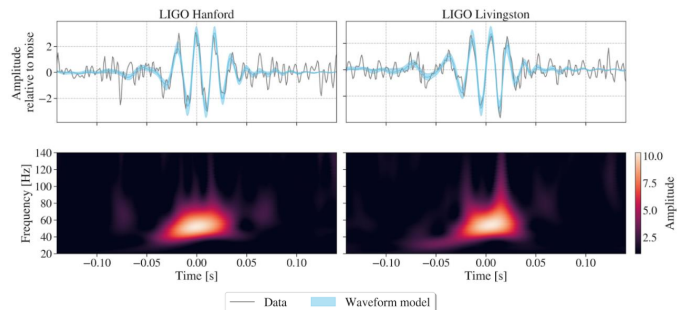 LIGO Hanford
LIGO Livingston
Amplitude
relative to noise
2
0
−2
Frequency [Hz]
140
120
100
80
60
40
20
−0.10 −0.05 0.00 0.05 0.10
−0.10 −0.05 0.00 0.05 0.10
Time [s]
Time [s]
10.0
7.5
5.0
2.5
Amplitude
Data
Waveform model